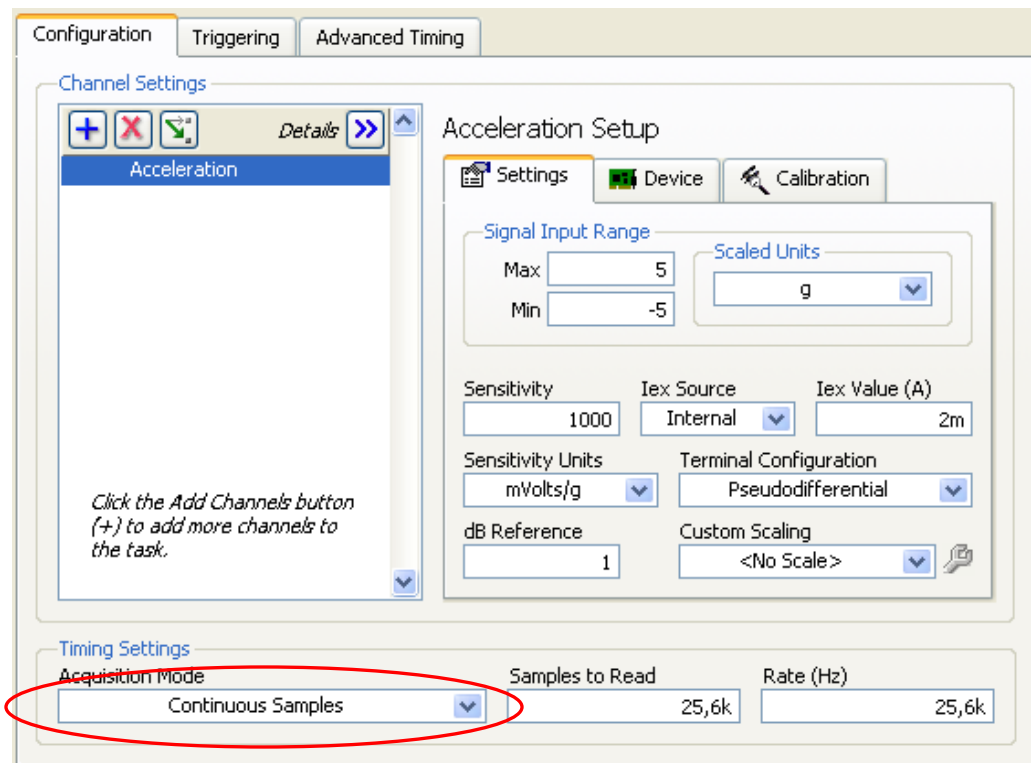 Configuration
Triggering
Advanced Timing
Channel Settings
Details
Acceleration
Click the Add Channels button
(+) to add more channels to
the task.
Acceleration Setup
Settings
Device
Calibration
Signal Input Range
Max 5
Min -5
Scaled Units
g
Sensitivity
1000
Iex Source
Internal
Iex Value (A)
2m
Sensitivity Units
mVolts/g
Terminal Configuration
Pseudodifferential
dB Reference
1
Custom Scaling
<No Scale>
Timing Settings
Acquisition Mode
Continuous Samples
Samples to Read
25,6k
Rate (Hz)
25,6k